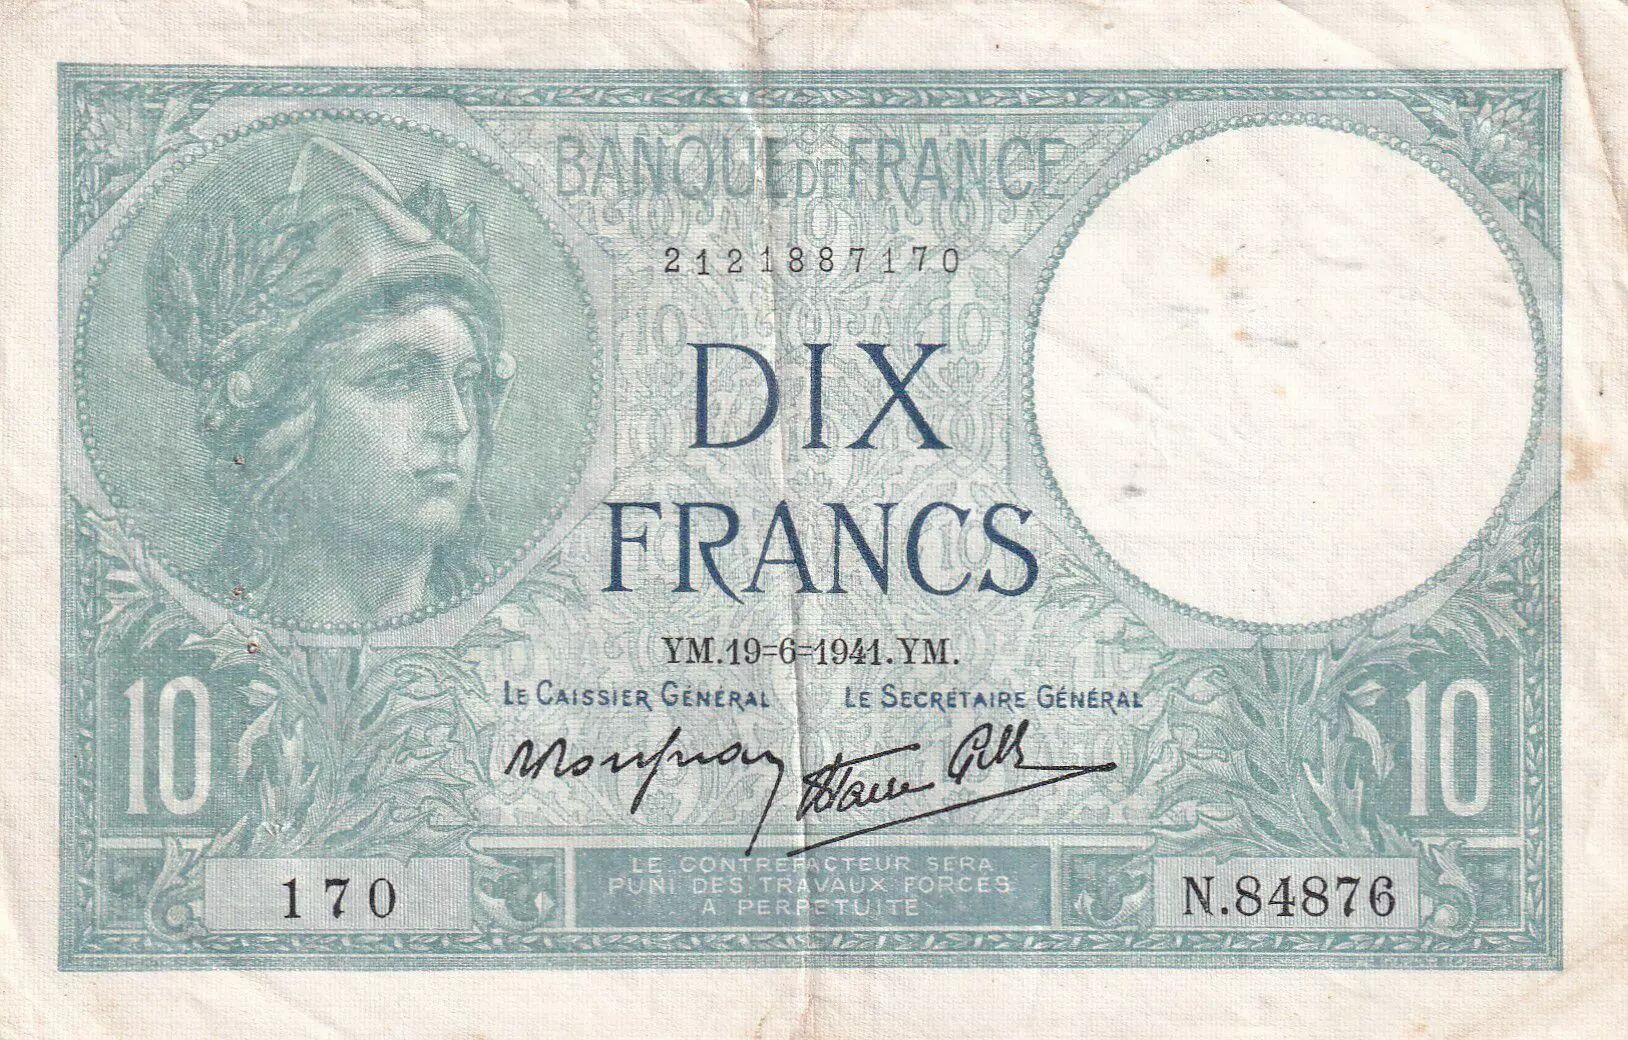 BANQUE DE FRANCE
2121887170
DIX
FRANCS
YM.19=6=1941.YM.
LE CAISSIER GÉNÉRAL LE SECRÉTAIRE GÉNÉRAL
10 10
LE CONTREFACTEUR SERA
PUNI DES TRAVAUX FORCES
A PERPETUITE
170 N.84876